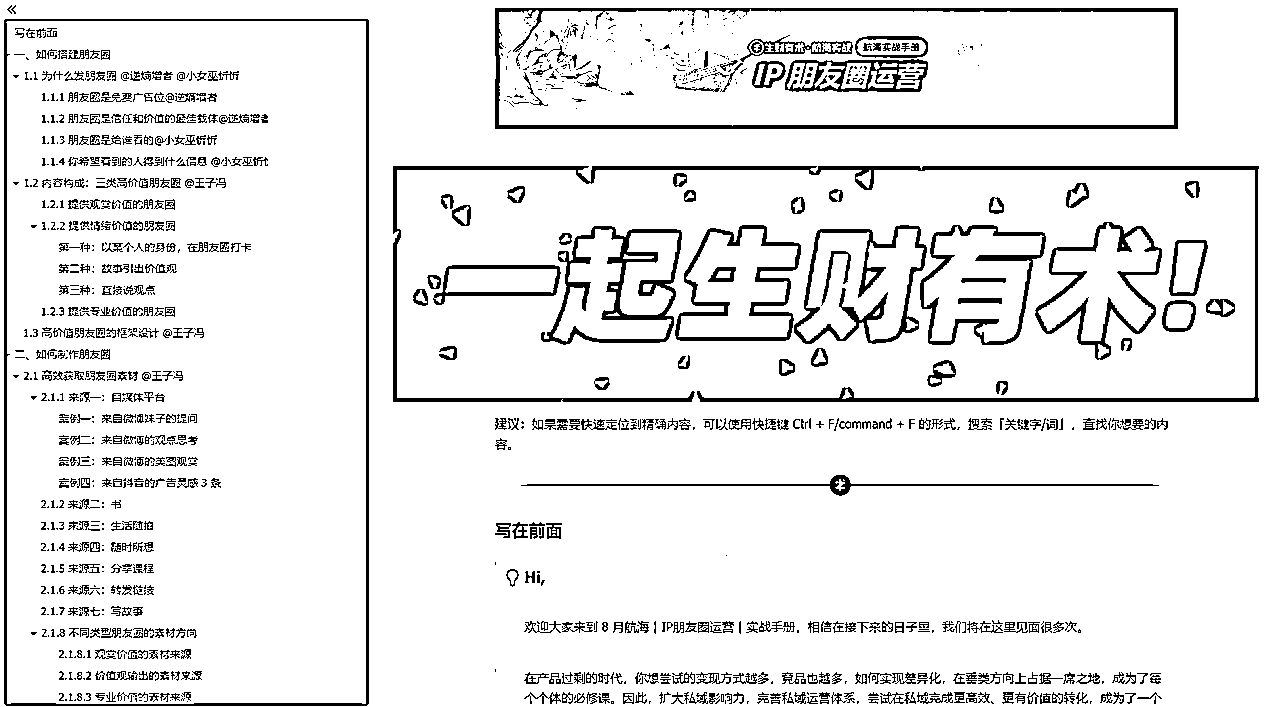 写在前面
一、如何搭建朋友圈
1.1 为什么发朋友圈 @逆熵增者 @小女巫忻忻
1.1.1 朋友圈是免费广告位@逆熵增者
1.1.2 朋友圈是信任和价值的最佳载体@逆熵增者
1.1.3 朋友圈是给谁看的@小女巫忻忻
1.1.4 你希望看到的人得到什么信息 @小女巫忻
1.2 内容构成：三类高价值朋友圈 @王子冯
1.2.1 提供观赏价值的朋友圈
1.2.2 提供情绪价值的朋友圈
第一种：以某个人的身份，在朋友圈打卡
第二种：故事引出价值观
第三种：直接说观点
1.2.3 提供专业价值的朋友圈
1.3 高价值朋友圈的框架设计 @王子冯
二、如何制作朋友圈
2.1 高效获取朋友圈素材 @王子冯
2.1.1 来源一：自媒体平台
案例一：来自微博妹子的提问
案例二：来自微博的观点思考
案例三：来自微博的美图观赏
案例四：来自抖音的广告灵感 3 条
2.1.2 来源二：书
2.1.3 来源三：生活随拍
2.1.4 来源四：随时所想
2.1.5 来源五：分享课程
2.1.6 来源六：转发链接
2.1.7 来源七：写故事
2.1.8 不同类型朋友圈的素材方向
2.1.8.1 观赏价值的素材来源
2.1.8.2 价值观输出的素材来源
2.1.8.3 专业价值的素材来源
生财有术·航海实战 航海实战手册
IP 朋友圈运营
一起生财有术！
建议：如果需要快速定位到精确内容，可以使用快捷键 Ctrl + F/command + F 的形式，搜索「关键字/词」，查找你想要的内
容。
写在前面
Hi,
欢迎大家来到 8 月航海 | IP朋友圈运营 | 实战手册，相信在接下来的日子里，我们将在这里见面很多次。
在产品过剩的时代，你想尝试的变现方式越多，竞品也越多，如何实现差异化，在垂类方向上占据一席之地，成为了每
个个体的必修课。因此，扩大私域影响力，完善私域运营体系，尝试在私域完成更高效、更有价值的转化，成为了一个